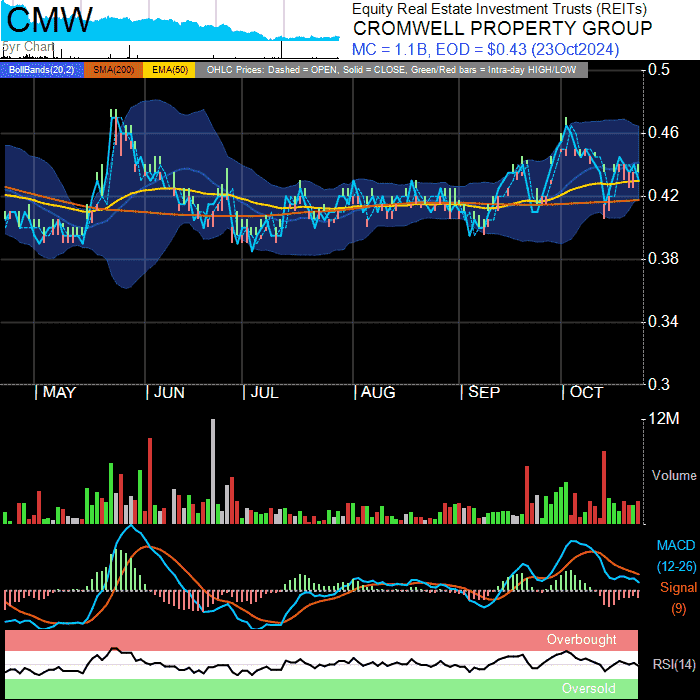 CMW
5yr Chart
Equity Real Estate Investment Trusts (REITs)
CROMWELL PROPERTY GROUP
MC = 1.1B, EOD = $0.43 (23Oct2024)
BollBands(20,2) SMA(200) EMA(50) OHLC Prices: Dashed = OPEN, Solid = CLOSE, Green/Red bars = Intra-day HIGH/LOW
0.5
0.46
0.42
0.38
0.34
0.3
MAY JUN JUL AUG SEP OCT
12M
Volume
MACD
(12-26)
Signal
(9)
Overbought
RSI(14)
Oversold